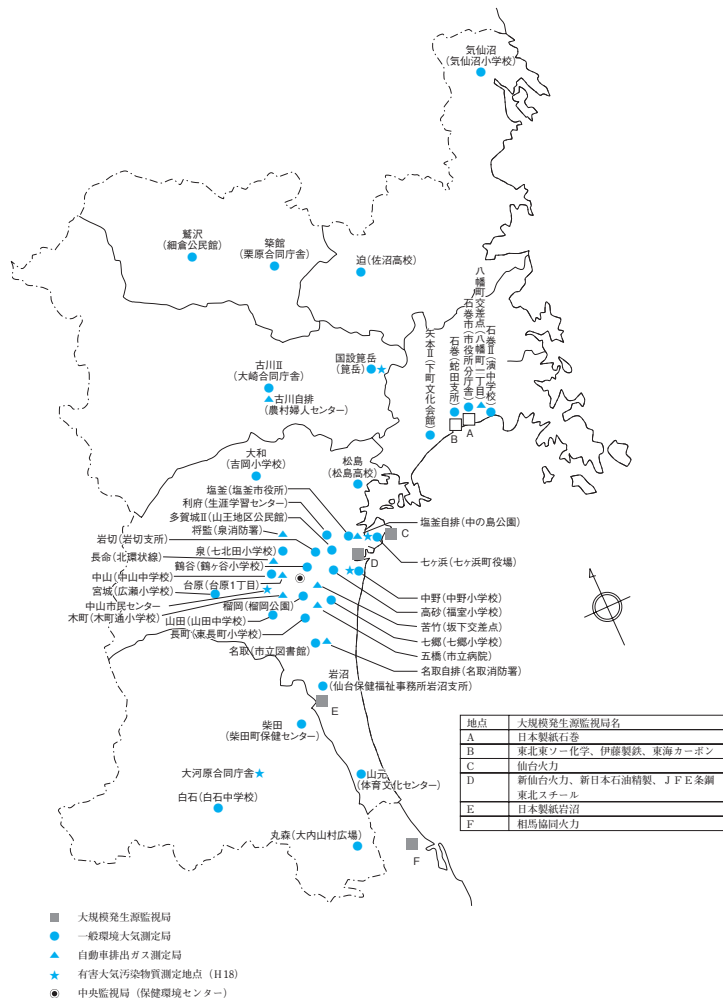 気仙沼
(気仙沼小学校)
鶯沢
(細倉公民館)
築館
(栗原合同庁舎)
迫(佐沼高校)
八幡町交差点(八幡町一丁目)
石巻市(市役所分庁舎)
石巻Ⅱ(濱中学校)
石巻(蛇田支所)
矢本Ⅱ(下町文化会館)
国設箟岳
(箟岳)
古川Ⅱ
(大崎合同庁舎)
古川自排
(農村婦人センター)
A
B
大和
(吉岡小学校)
松島
(松島高校)
塩釜(塩釜市役所)
利府(生涯学習センター)
多賀城Ⅱ(山王地区公民館)
将監(泉消防署)
岩切(岩切支所)
泉(七北田小学校)
長命(北環状線)
鶴谷(鶴ヶ谷小学校)
中山(中山中学校)
台原(台原1丁目)
宮城(広瀬小学校)
中山市民センター
榴岡(榴岡公園)
木町(木町通小学校)
山田(山田中学校)
長町(東長町小学校)
名取(市立図書館)
塩釜自排(中の島公園)
C
七ヶ浜(七ヶ浜町役場)
D
中野(中野小学校)
高砂(福室小学校)
苦竹(坂下交差点)
七郷(七郷小学校)
五橋(市立病院)
名取自排(名取消防署)
岩沼
(仙台保健福祉事務所岩沼支所)
E
柴田
(柴田町保健センター)
大河原合同庁舎
山元
(体育文化センター)
白石(白石中学校)
丸森(大内山村広場)
F
地点 大規模発生源監視局名
A 日本製紙石巻
B 東北東ソー化学、伊藤製鉄、東海カーボン
C 仙台火力
D 新仙台火力、新日本石油精製、JFE条鋼
東北スチール
E 日本製紙岩沼
F 相馬協同火力
大規模発生源監視局
一般環境大気測定局
自動車排出ガス測定局
有害大気汚染物質測定地点(H18)
中央監視局(保健環境センター)